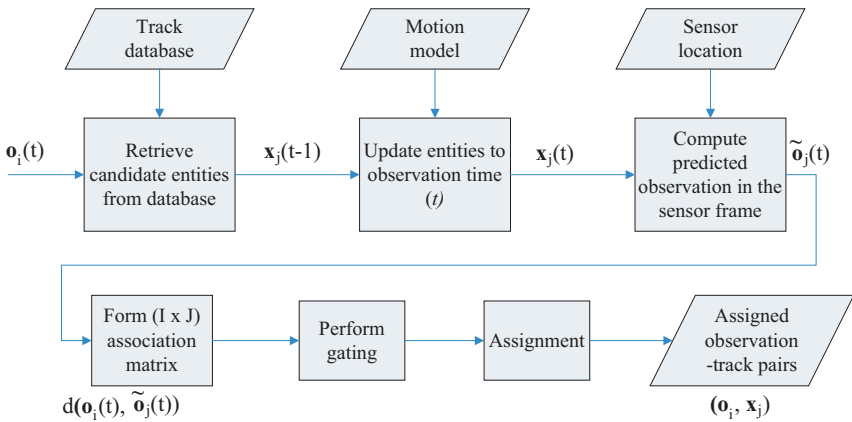 Track
database
Motion
model
Sensor
location
o_i(t)
Retrieve
candidate entities
from database
x_j(t-1)
Update entities to
observation time
(t)
x_j(t)
Compute
predicted
observation in the
sensor frame
õ_j(t)
Form (I x J)
association
matrix
Perform
gating
Assignment
Assigned
observation
-track pairs
d(o_i(t), õ_j(t))
(o_i, x_j)